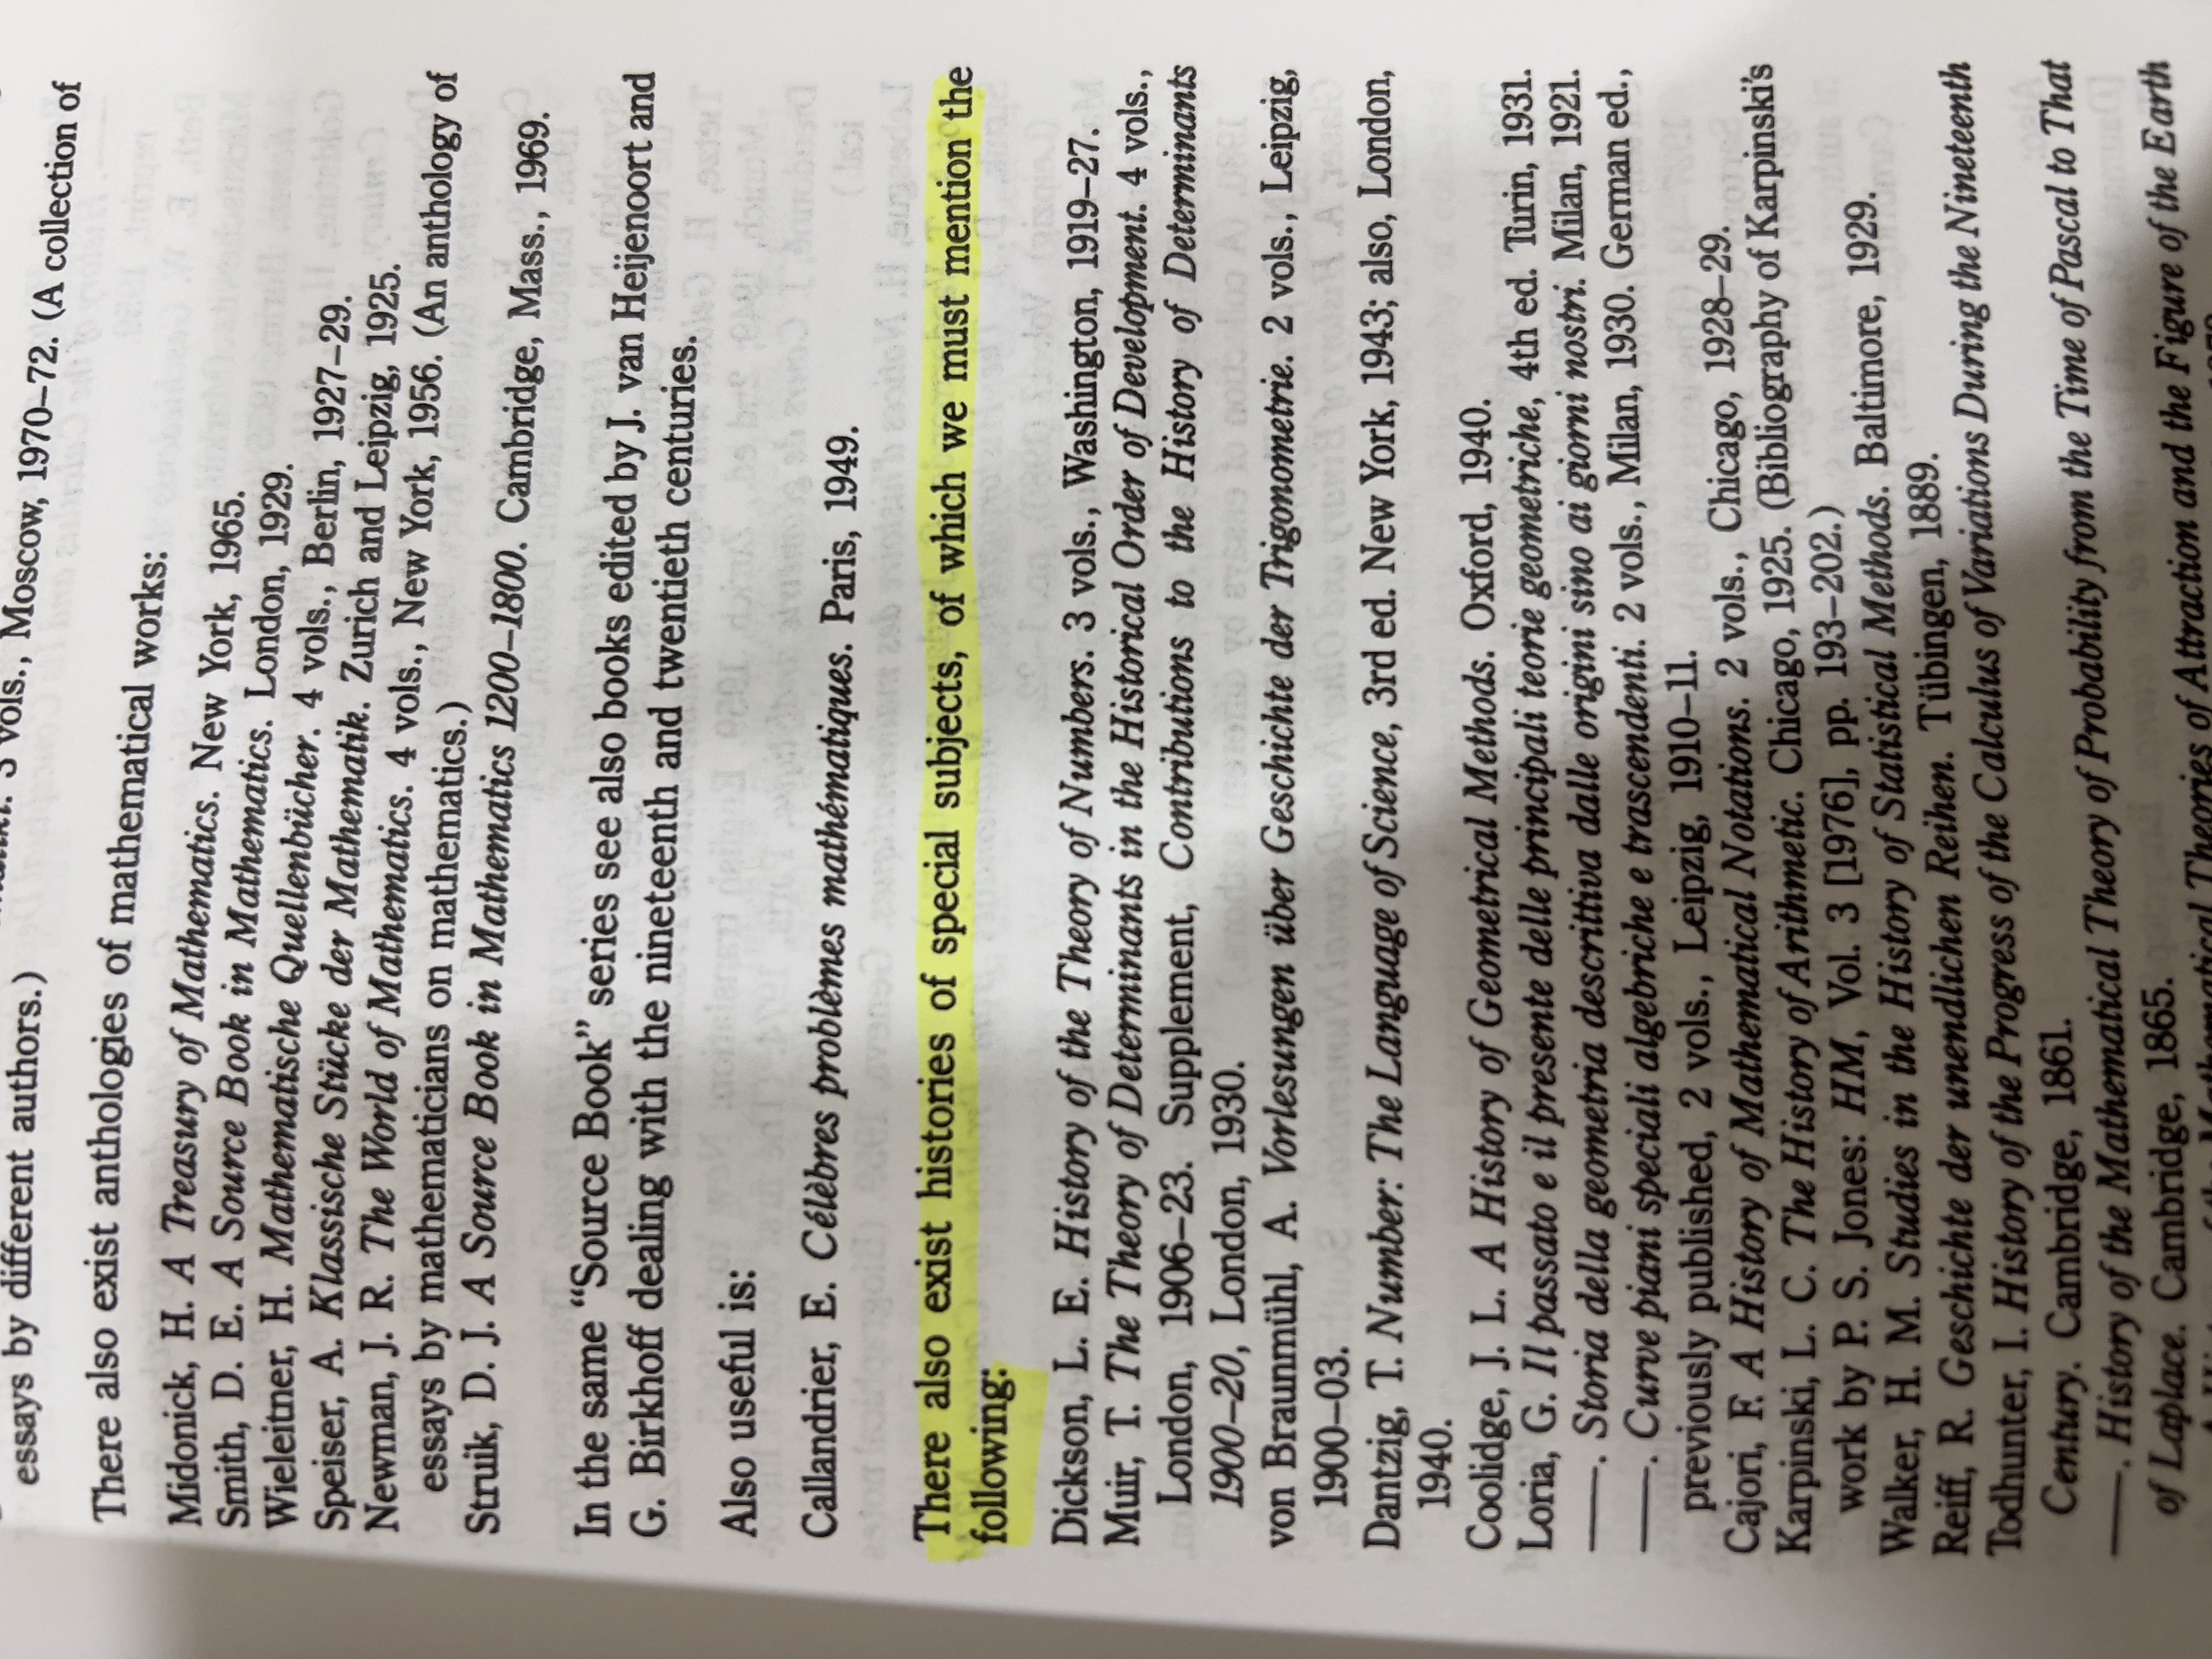 3 vols., Moscow, 1970–72. (A collection of
essays by different authors.)
There also exist anthologies of mathematical works:
Midonick, H. A Treasury of Mathematics. New York, 1965.
Smith, D. E. A Source Book in Mathematics. London, 1929.
Wieleitner, H. Mathematische Quellenbücher. 4 vols., Berlin, 1927–29.
Speiser, A. Klassische Stücke der Mathematik. Zurich and Leipzig, 1925.
Newman, J. R. The World of Mathematics. 4 vols., New York, 1956. (An anthology of
essays by mathematicians on mathematics.)
Struik, D. J. A Source Book in Mathematics 1200–1800. Cambridge, Mass., 1969.
In the same “Source Book” series see also books edited by J. van Heijenoort and
G. Birkhoff dealing with the nineteenth and twentieth centuries.
Also useful is:
Callandrier, E. Célèbres problèmes mathématiques. Paris, 1949.
There also exist histories of special subjects, of which we must mention the
following:
Dickson, L. E. History of the Theory of Numbers. 3 vols., Washington, 1919–27.
Muir, T. The Theory of Determinants in the Historical Order of Development. 4 vols.,
London, 1906–23. Supplement, Contributions to the History of Determinants
1900–20, London, 1930.
von Braunmühl, A. Vorlesungen über Geschichte der Trigonometrie. 2 vols., Leipzig,
1900–03.
Dantzig, T. Number: The Language of Science, 3rd ed. New York, 1943; also, London,
1940.
Coolidge, J. L. A History of Geometrical Methods. Oxford, 1940.
Loria, G. Il passato e il presente delle principali teorie geometriche, 4th ed. Turin, 1931.
——. Storia della geometria descrittiva dalle origini sino ai giorni nostri. Milan, 1921.
——. Curve piani speciali algebriche e trascendenti. 2 vols., Milan, 1930. German ed.,
previously published, 2 vols., Leipzig, 1910–11.
Cajori, F. A History of Mathematical Notations. 2 vols., Chicago, 1928–29.
Karpinski, L. C. The History of Arithmetic. Chicago, 1925. (Bibliography of Karpinski’s
work by P. S. Jones: HM, Vol. 3 [1976], pp. 193–202.)
Walker, H. M. Studies in the History of Statistical Methods. Baltimore, 1929.
Reiff, R. Geschichte der unendlichen Reihen. Tübingen, 1889.
Todhunter, I. History of the Progress of the Calculus of Variations During the Nineteenth
Century. Cambridge, 1861.
——. History of the Mathematical Theory of Probability from the Time of Pascal to That
of Laplace. Cambridge, 1865.
the Mathematical Theories of Attraction and the Figure of the Earth